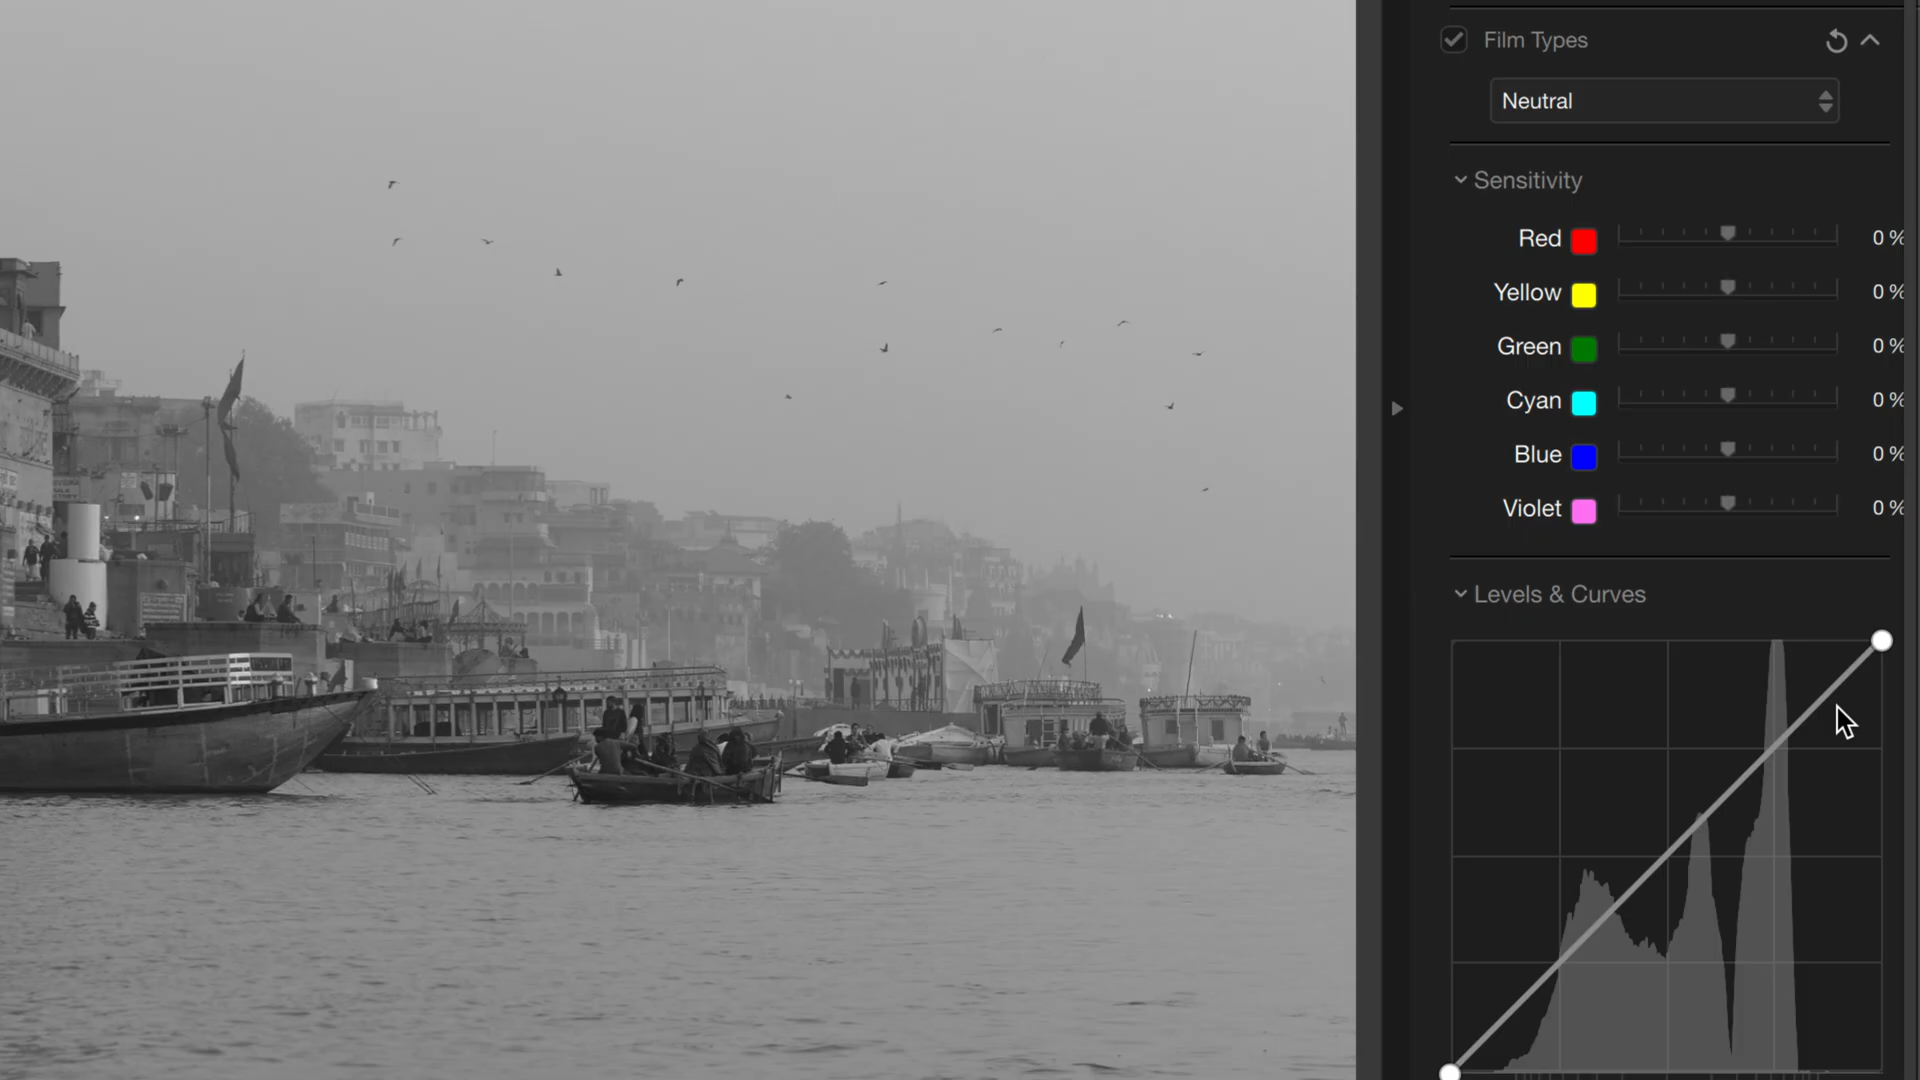 Film Types
Neutral
Sensitivity
Red 0 %
Yellow 0 %
Green 0 %
Cyan 0 %
Blue 0 %
Violet 0 %
Levels & Curves